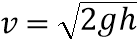 v = √2gh